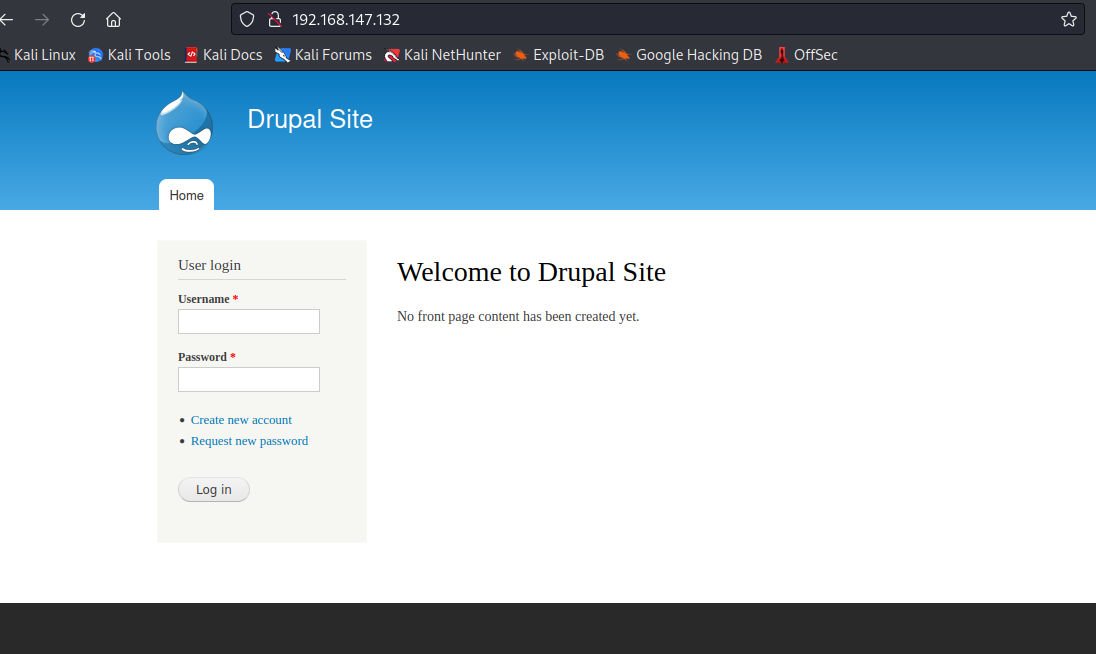 192.168.147.132
Kali Linux Kali Tools Kali Docs Kali Forums Kali NetHunter Exploit-DB Google Hacking DB OffSec
Drupal Site
Home
User login
Username *
Password *
Create new account
Request new password
Log in
Welcome to Drupal Site
No front page content has been created yet.